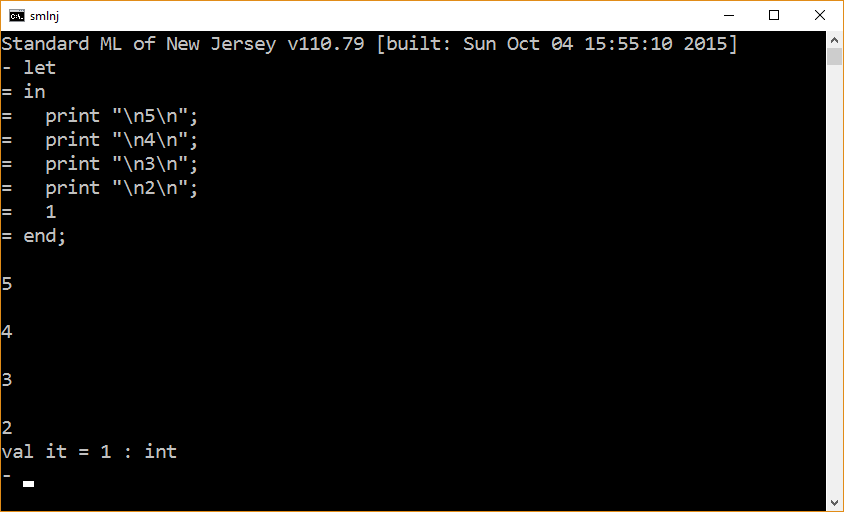 smlnj
Standard ML of New Jersey v110.79 [built: Sun Oct 04 15:55:10 2015]
- let
= in
=   print "\n5\n";
=   print "\n4\n";
=   print "\n3\n";
=   print "\n2\n";
=   1
= end;
5
4
3
2
val it = 1 : int
-